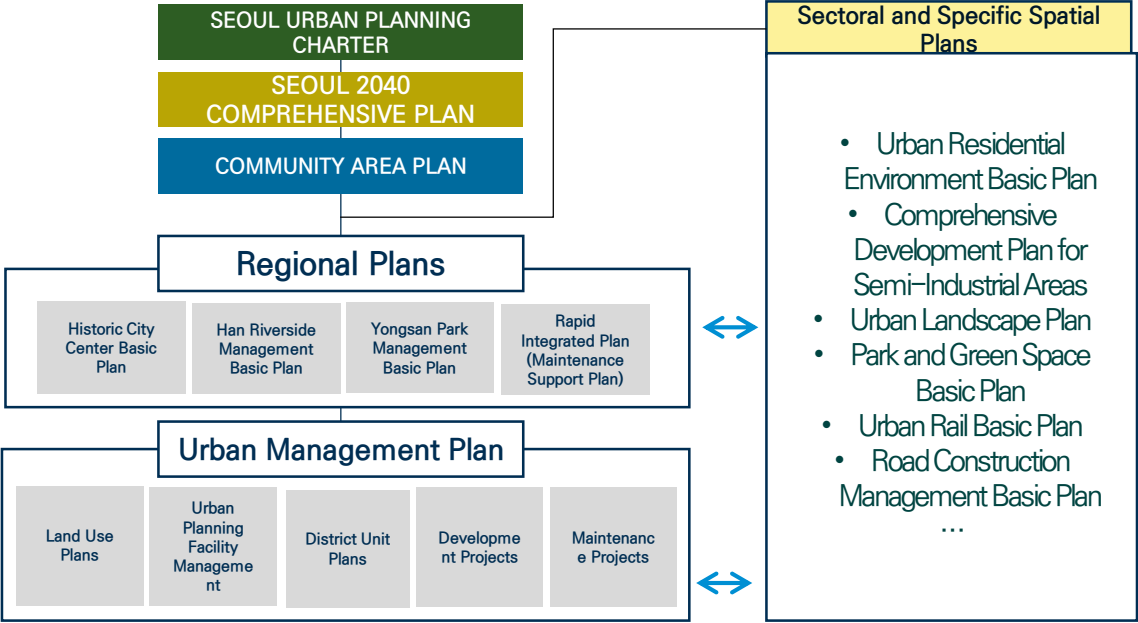 SEOUL URBAN PLANNING
CHARTER
SEOUL 2040
COMPREHENSIVE PLAN
COMMUNITY AREA PLAN
Regional Plans
Historic City
Center Basic
Plan
Han Riverside
Management
Basic Plan
Yongsan Park
Management
Basic Plan
Rapid
Integrated Plan
(Maintenance
Support Plan)
Urban Management Plan
Land Use
Plans
Urban
Planning
Facility
Manageme
nt
District Unit
Plans
Developme
nt Projects
Maintenanc
e Projects
Sectoral and Specific Spatial
Plans
• Urban Residential
Environment Basic Plan
• Comprehensive
Development Plan for
Semi-Industrial Areas
• Urban Landscape Plan
• Park and Green Space
Basic Plan
• Urban Rail Basic Plan
• Road Construction
Management Basic Plan
…